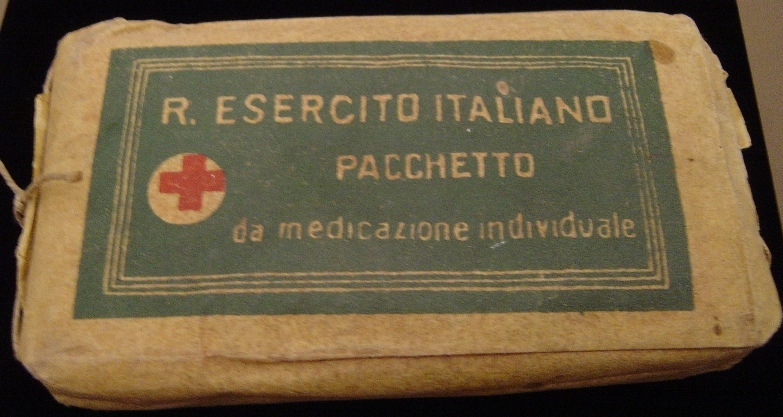 R. ESERCITO ITALIANO
PACCHETTO
da medicazione individuale